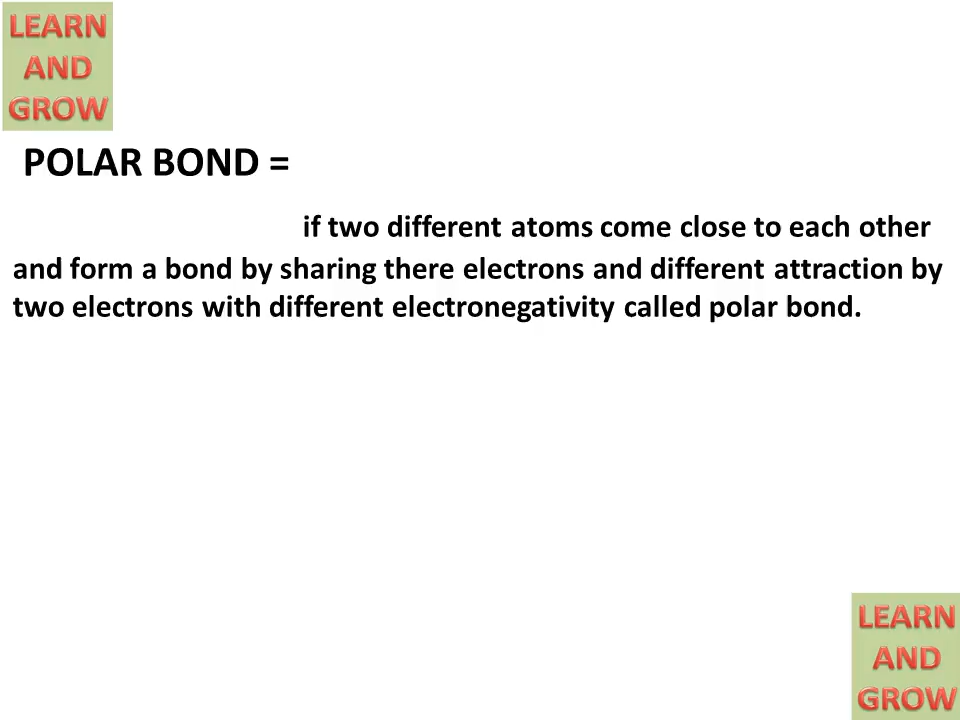 LEARN
AND
GROW
POLAR BOND =
if two different atoms come close to each other
and form a bond by sharing there electrons and different attraction by
two electrons with different electronegativity called polar bond.
LEARN
AND
GROW